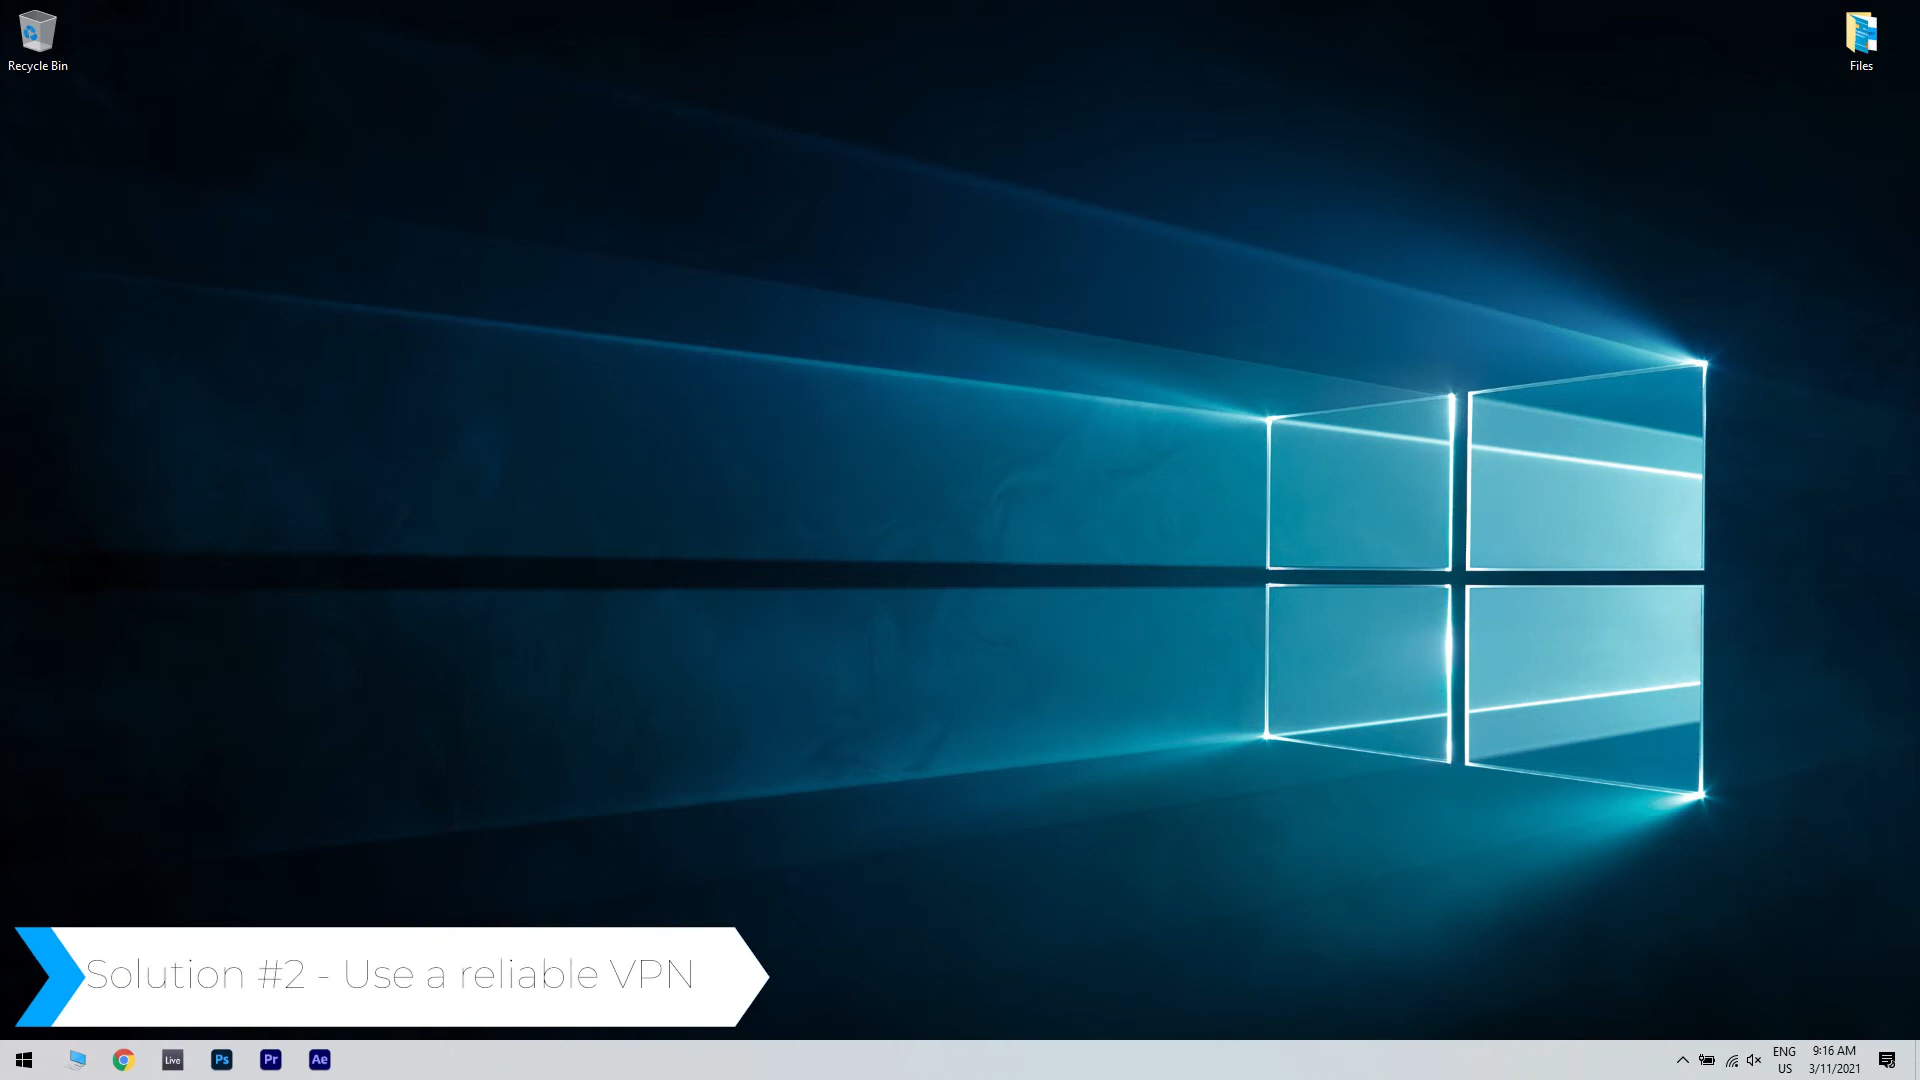 Recycle Bin
Files
Solution #2 - Use a reliable VPN
Live
Ps
Pr
Ae
ENG
US
9:16 AM
3/11/2021